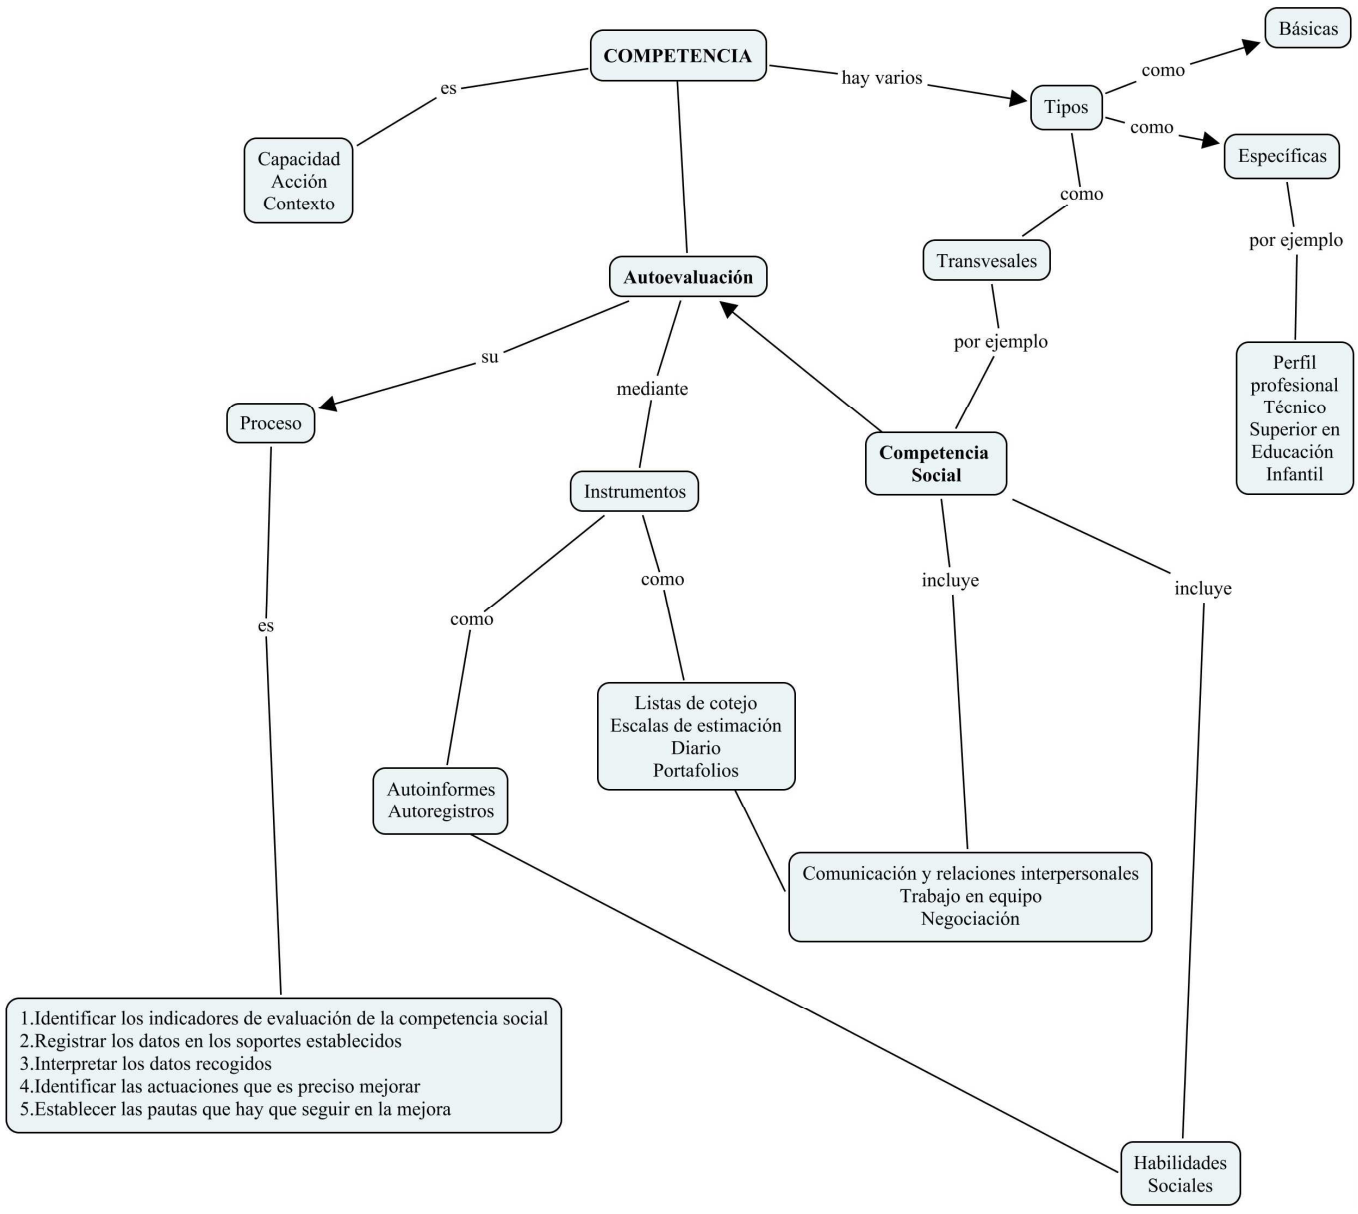 Básicas
COMPETENCIA
como
hay varios
es
Tipos
como
Específicas
Capacidad
Acción
Contexto
como
por ejemplo
Transvesales
Autoevaluación
por ejemplo
su
mediante
Perfil
profesional
Técnico
Superior en
Educación
Infantil
Proceso
Competencia
Social
Instrumentos
como
incluye
incluye
como
es
Listas de cotejo
Escalas de estimación
Diario
Portafolios
Autoinformes
Autoregistros
Comunicación y relaciones interpersonales
Trabajo en equipo
Negociación
1.Identificar los indicadores de evaluación de la competencia social
2.Registrar los datos en los soportes establecidos
3.Interpretar los datos recogidos
4.Identificar las actuaciones que es preciso mejorar
5.Establecer las pautas que hay que seguir en la mejora
Habilidades
Sociales